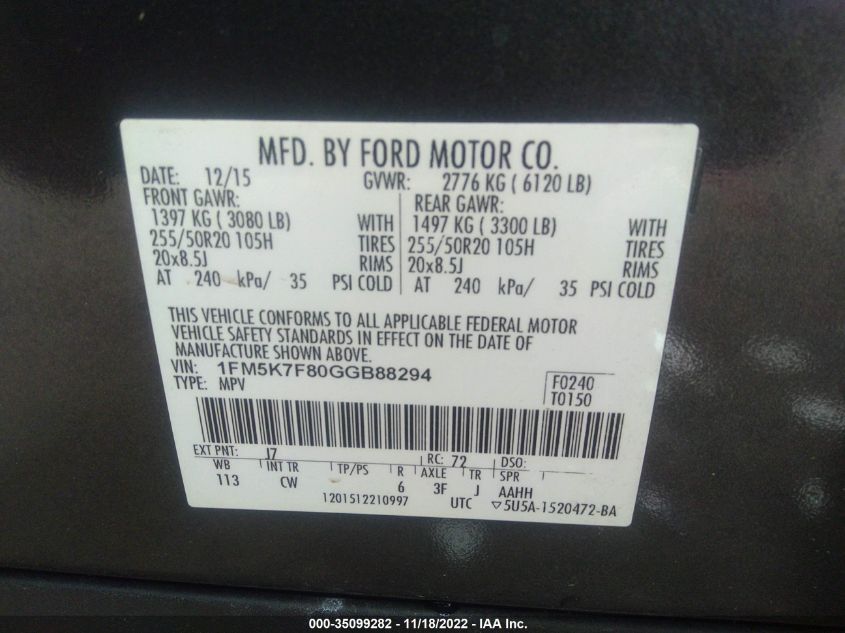 MFD. BY FORD MOTOR CO.
DATE: 12/15 GVWR: 2776 KG ( 6120 LB)
FRONT GAWR: REAR GAWR:
1397 KG ( 3080 LB) WITH 1497 KG ( 3300 LB) WITH
255/50R20 105H TIRES 255/50R20 105H TIRES
20x8.5J RIMS 20x8.5J RIMS
AT 240 kPa/ 35 PSI COLD AT 240 kPa/ 35 PSI COLD
THIS VEHICLE CONFORMS TO ALL APPLICABLE FEDERAL MOTOR
VEHICLE SAFETY STANDARDS IN EFFECT ON THE DATE OF
MANUFACTURE SHOWN ABOVE.
VIN: 1FM5K7F80GGB88294 F0240
TYPE: MPV T0150
EXT PNT: J7 RC: 72 DSO:
WB INT TR TP/PS R AXLE TR SPR
113 CW 6 3F J AAHH
1201512210997 UTC ▽5U5A-1520472-BA
000-35099282 - 11/18/2022 - IAA Inc.